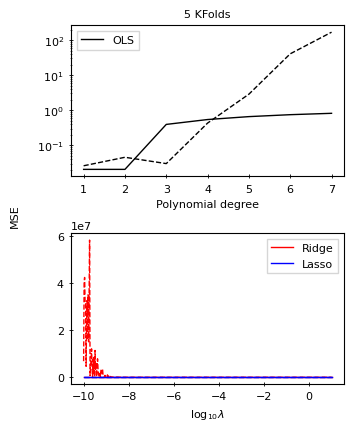 5 KFolds
OLS
10²
10¹
10⁰
10⁻¹
1 2 3 4 5 6 7
Polynomial degree
MSE
1e7
Ridge
Lasso
6
4
2
0
−10 −8 −6 −4 −2 0
log₁₀λ